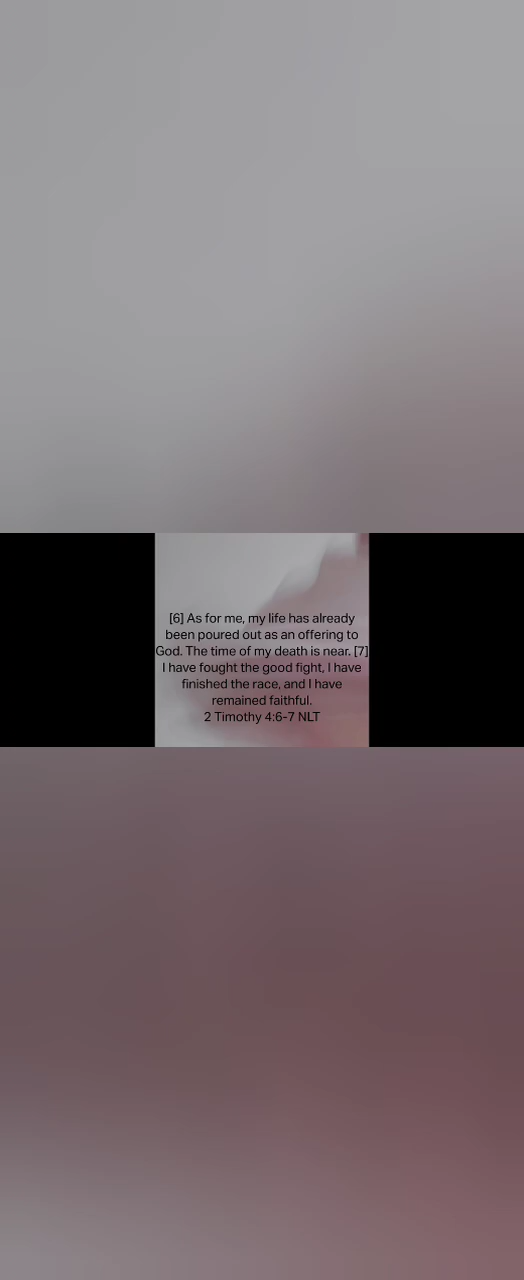 [6] As for me, my life has already
been poured out as an offering to
God. The time of my death is near. [7]
I have fought the good fight, I have
finished the race, and I have
remained faithful.
2 Timothy 4:6-7 NLT